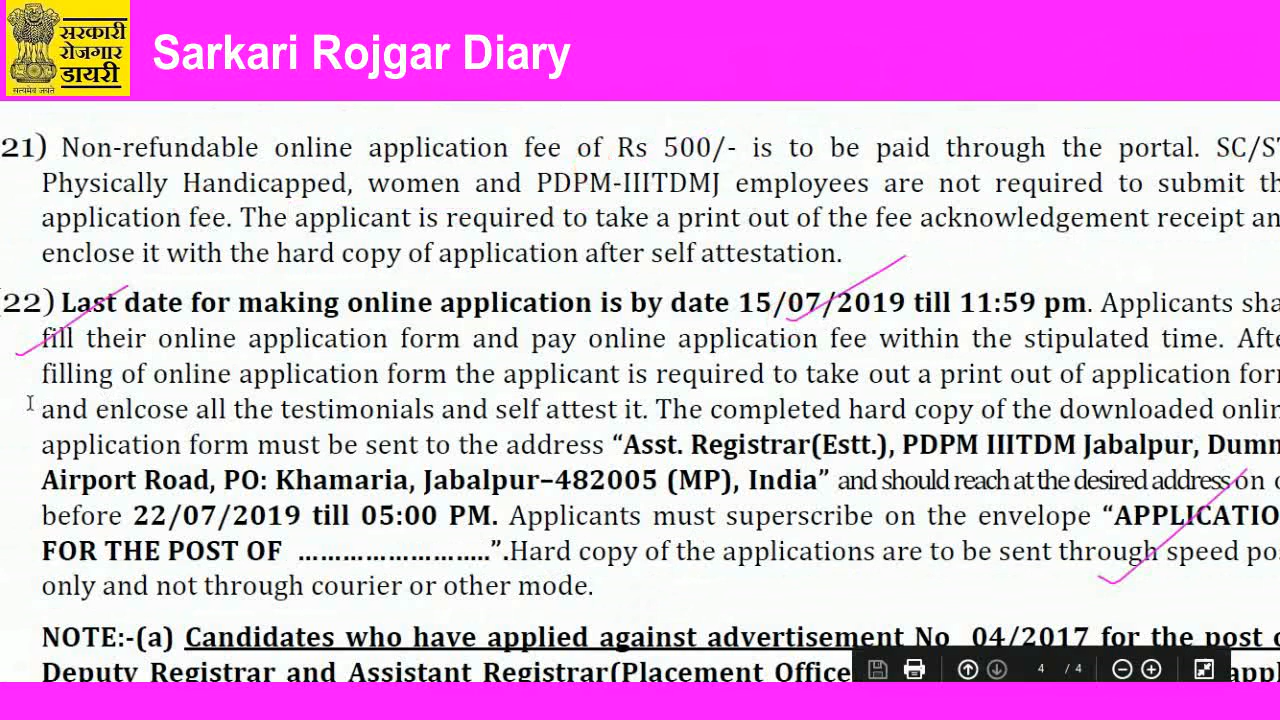 सरकारी
रोजगार
डायरी
सत्यमेव जयते
Sarkari Rojgar Diary
21) Non-refundable online application fee of Rs 500/- is to be paid through the portal. SC/ST
Physically Handicapped, women and PDPM-IIITDMJ employees are not required to submit th
application fee. The applicant is required to take a print out of the fee acknowledgement receipt an
enclose it with the hard copy of application after self attestation.
(22) Last date for making online application is by date 15/07/2019 till 11:59 pm. Applicants sha
fill their online application form and pay online application fee within the stipulated time. Afte
filling of online application form the applicant is required to take out a print out of application for
and enlcose all the testimonials and self attest it. The completed hard copy of the downloaded onlin
application form must be sent to the address “Asst. Registrar(Estt.), PDPM IIITDM Jabalpur, Dumn
Airport Road, PO: Khamaria, Jabalpur–482005 (MP), India” and should reach at the desired address on o
before 22/07/2019 till 05:00 PM. Applicants must superscribe on the envelope “APPLICATIO
FOR THE POST OF ……………………..”.Hard copy of the applications are to be sent through speed pos
only and not through courier or other mode.
NOTE:-(a) Candidates who have applied against advertisement No 04/2017 for the post o
Deputy Registrar and Assistant Registrar(Placement Office appl
4 / 4